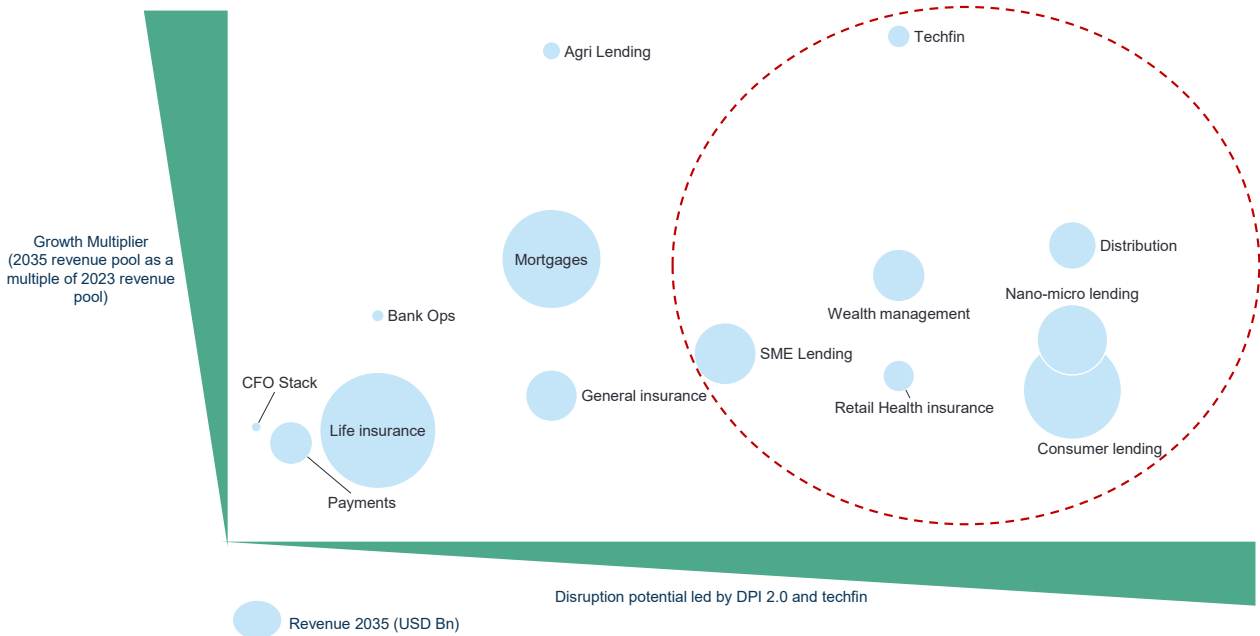 Techfin
Agri Lending
Growth Multiplier
(2035 revenue pool as a
multiple of 2023 revenue
pool)
Mortgages
Distribution
Nano-micro lending
Wealth management
Bank Ops
SME Lending
CFO Stack
General insurance
Retail Health insurance
Life insurance
Consumer lending
Payments
Disruption potential led by DPI 2.0 and techfin
Revenue 2035 (USD Bn)